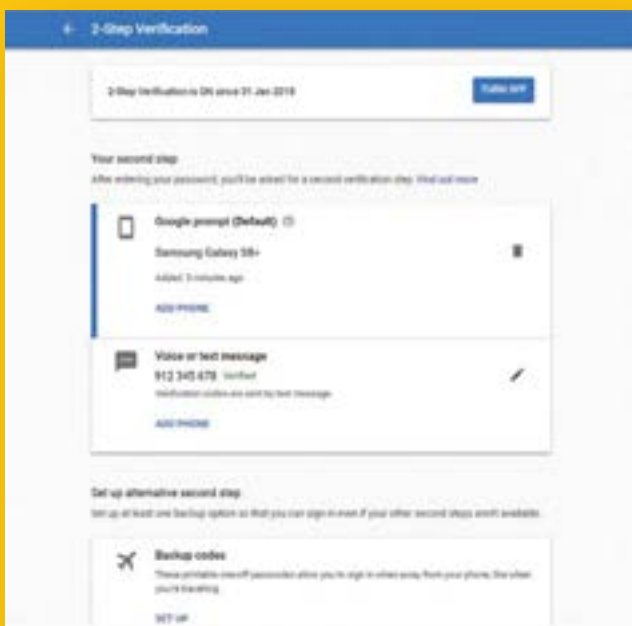 2-Step Verification
2-Step Verification is ON since 31 Jan 2018
TURN OFF
Your second step
After entering your password, you'll be asked for a second verification step. Find out more
Google prompt (Default)
Samsung Galaxy S8+
Added: 5 minutes ago
ADD PHONE
Voice or text message
912 345 678 Verified
Verification codes are sent by text message.
ADD PHONE
Set up alternative second step
Set up at least one backup option so that you can sign in even if your other second steps aren't available.
Backup codes
These printable one-off passcodes allow you to sign in when away from your phone, like when
you're travelling.
SET UP